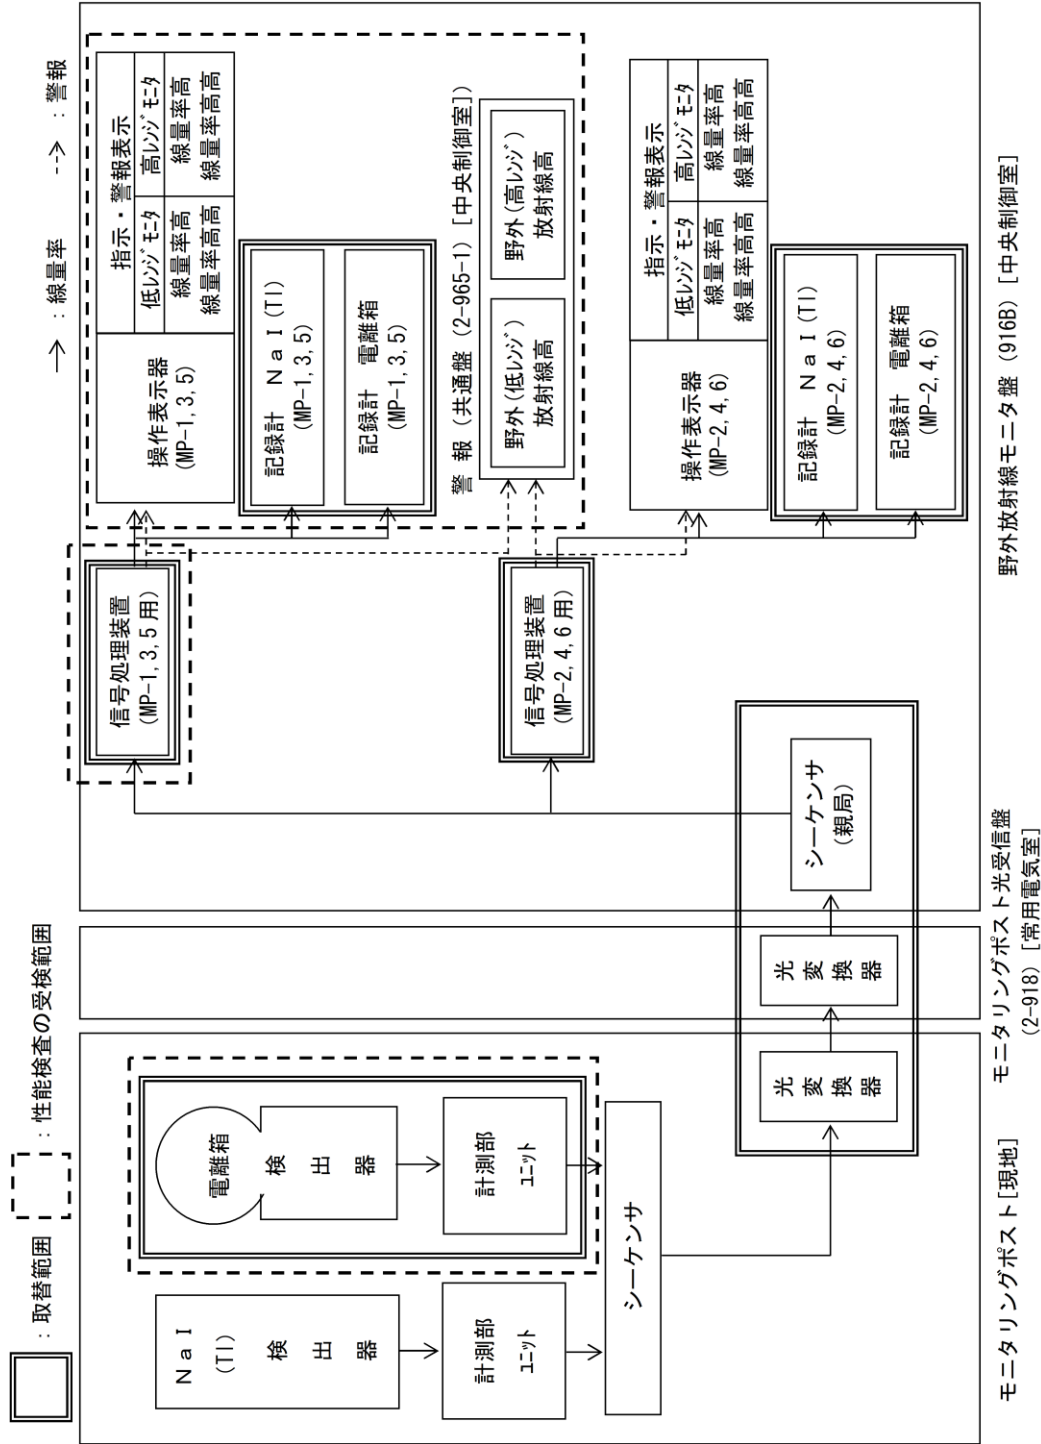 ：取替範囲
：性能検査の受検範囲
：線量率
：警報
NaI
(Tl)
検出器
計測部
ﾕﾆｯﾄ
電離箱
検出器
計測部
ﾕﾆｯﾄ
シーケンサ
光変換器
モニタリングポスト[現地]
光変換器
モニタリングポスト光受信盤
(2-918) [常用電気室]
シーケンサ
(親局)
信号処理装置
(MP-1,3,5用)
信号処理装置
(MP-2,4,6用)
操作表示器
(MP-1,3,5)
指示・警報表示
低ﾚﾝｼﾞﾓﾆﾀ
高ﾚﾝｼﾞﾓﾆﾀ
線量率高
線量率高高
線量率高
線量率高高
記録計 NaI(Tl)
(MP-1,3,5)
記録計 電離箱
(MP-1,3,5)
警報 (共通盤 (2-965-1) [中央制御室])
野外(低ﾚﾝｼﾞ)
放射線高
野外(高ﾚﾝｼﾞ)
放射線高
操作表示器
(MP-2,4,6)
指示・警報表示
低ﾚﾝｼﾞﾓﾆﾀ
高ﾚﾝｼﾞﾓﾆﾀ
線量率高
線量率高高
線量率高
線量率高高
記録計 NaI(Tl)
(MP-2,4,6)
記録計 電離箱
(MP-2,4,6)
野外放射線モニタ盤 (916B) [中央制御室]